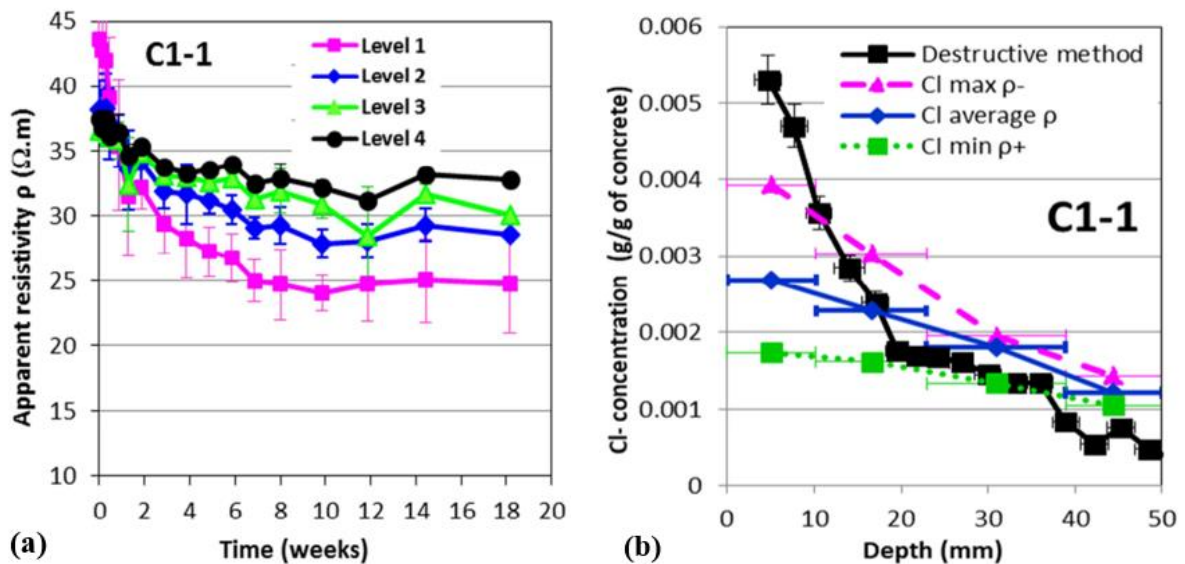 C1-1
Level 1
Level 2
Level 3
Level 4
Apparent resistivity ρ (Ω.m)
45
40
35
30
25
20
15
10
0 2 4 6 8 10 12 14 16 18 20
Time (weeks)
(a)
Destructive method
Cl max ρ-
Cl average ρ
Cl min ρ+
C1-1
Cl- concentration (g/g of concrete)
0.006
0.005
0.004
0.003
0.002
0.001
0
0 10 20 30 40 50
Depth (mm)
(b)